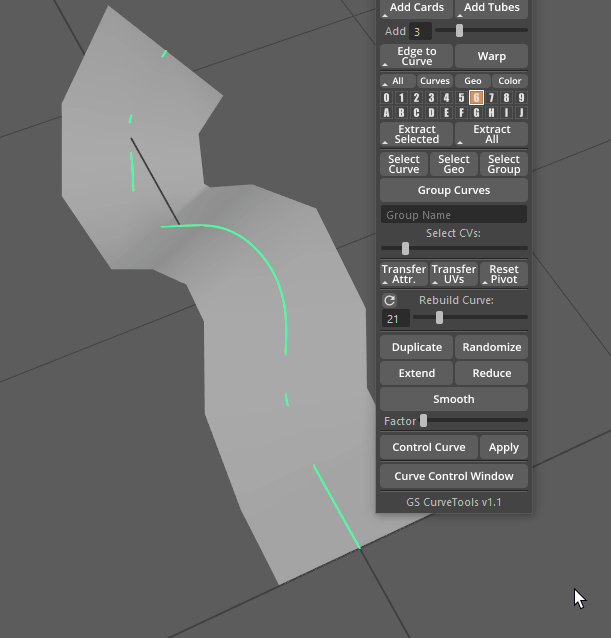 Add Cards Add Tubes
Add 3
Edge to Curve Warp
All Curves Geo Color
0 1 2 3 4 5 6 7 8 9
A B C D E F G H I J
Extract Selected Extract All
Select Curve Select Geo Select Group
Group Curves
Group Name
Select CVs:
Transfer Attr. Transfer UVs Reset Pivot
Rebuild Curve:
21
Duplicate Randomize
Extend Reduce
Smooth
Factor
Control Curve Apply
Curve Control Window
GS CurveTools v1.1